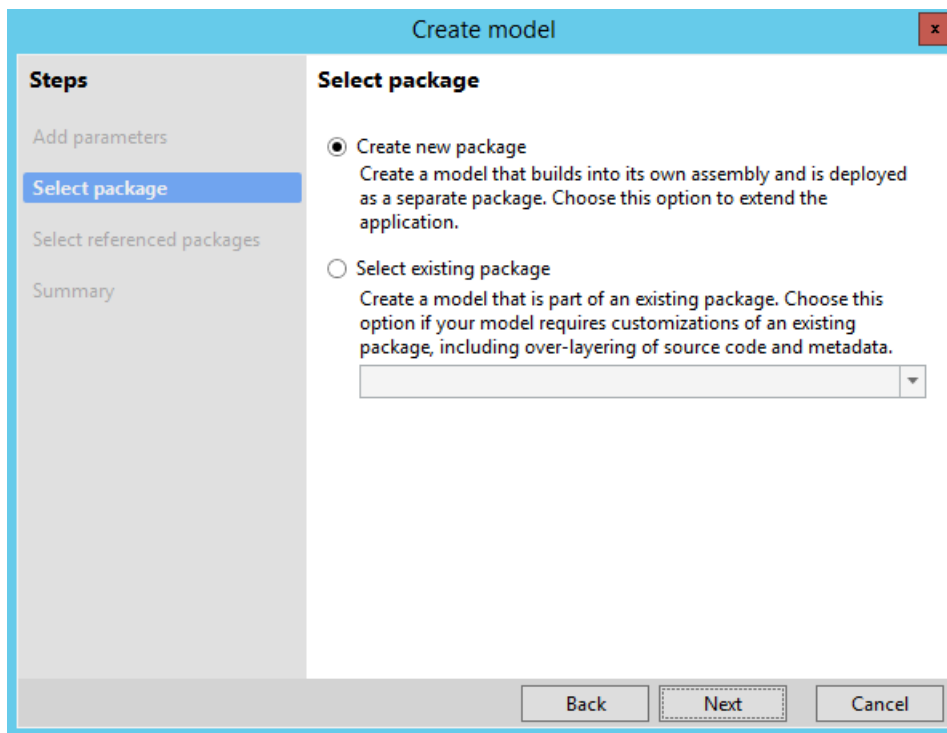 Create model
x
Steps
Add parameters
Select package
Select referenced packages
Summary
Select package
Create new package
Create a model that builds into its own assembly and is deployed
as a separate package. Choose this option to extend the
application.
Select existing package
Create a model that is part of an existing package. Choose this
option if your model requires customizations of an existing
package, including over-layering of source code and metadata.
Back
Next
Cancel